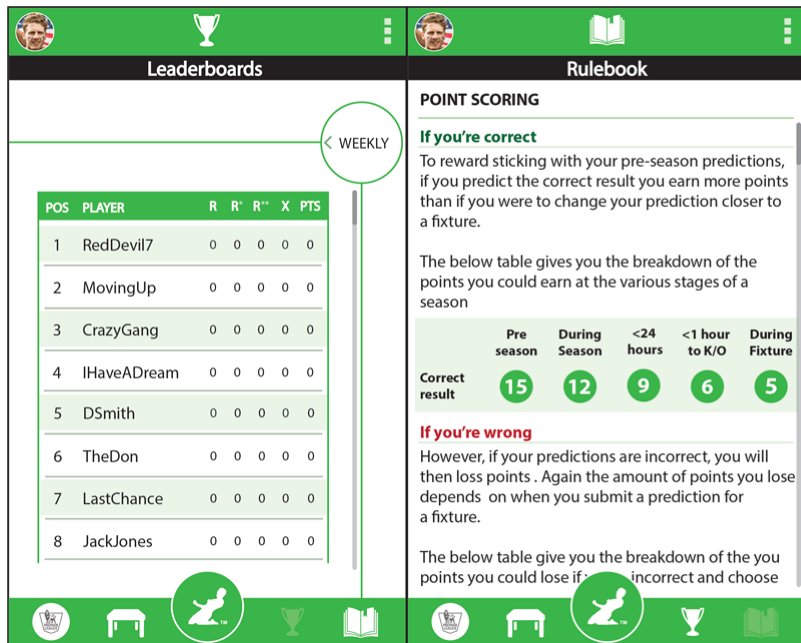 Leaderboards
WEEKLY
POS PLAYER R R* R** X PTS
1 RedDevil7 0 0 0 0 0
2 MovingUp 0 0 0 0 0
3 CrazyGang 0 0 0 0 0
4 IHaveADream 0 0 0 0 0
5 DSmith 0 0 0 0 0
6 TheDon 0 0 0 0 0
7 LastChance 0 0 0 0 0
8 JackJones 0 0 0 0 0
TM
Rulebook
POINT SCORING
If you're correct
To reward sticking with your pre-season predictions,
if you predict the correct result you earn more points
than if you were to change your prediction closer to
a fixture.
The below table gives you the breakdown of the
points you could earn at the various stages of a
season
Pre During <24 <1 hour During
season Season hours to K/O Fixture
Correct
result 15 12 9 6 5
If you're wrong
However, if your predictions are incorrect, you will
then loss points . Again the amount of points you lose
depends on when you submit a prediction for
a fixture.
The below table give you the breakdown of the you
points you could lose if incorrect and choose
TM